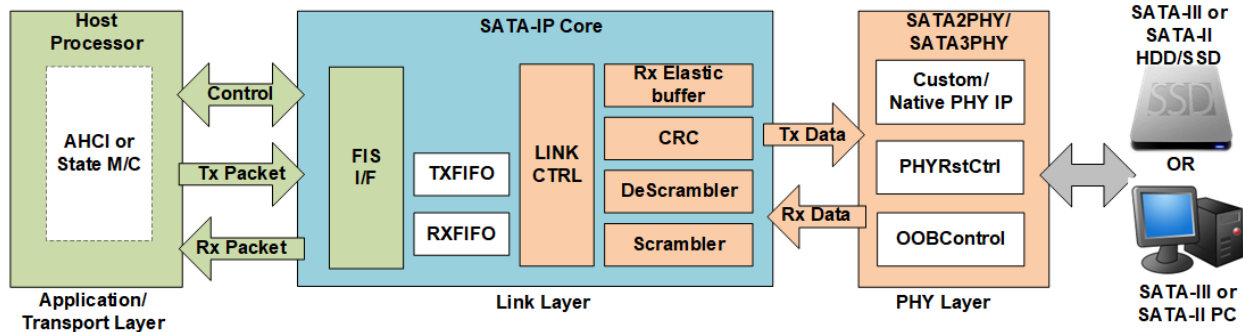 Host
Processor
AHCI or
State M/C
Application/
Transport Layer
Control
Tx Packet
Rx Packet
SATA-IP Core
FIS
I/F
TXFIFO
RXFIFO
LINK
CTRL
Rx Elastic
buffer
CRC
DeScrambler
Scrambler
Link Layer
Tx Data
Rx Data
SATA2PHY/
SATA3PHY
Custom/
Native PHY IP
PHYRstCtrl
OOBControl
PHY Layer
SATA-III or
SATA-II
HDD/SSD
SSD
OR
SATA-III or
SATA-II PC